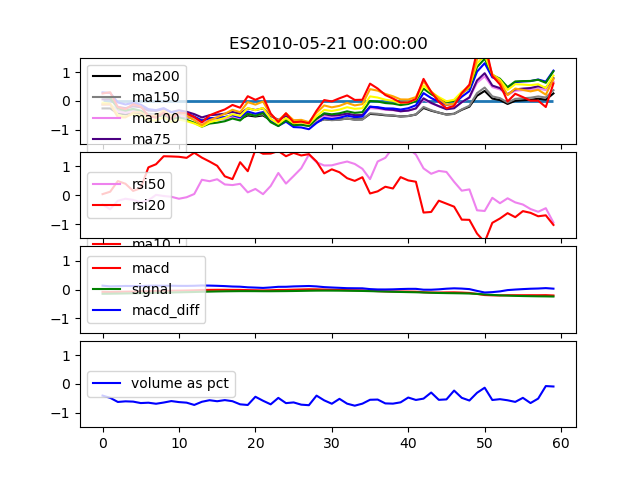 ES2010-05-21 00:00:00
1
0
−1
ma200
ma150
ma100
ma75
1
0
−1
rsi50
rsi20
ma10
1
0
−1
macd
signal
macd_diff
1
0
−1
volume as pct
0 10 20 30 40 50 60